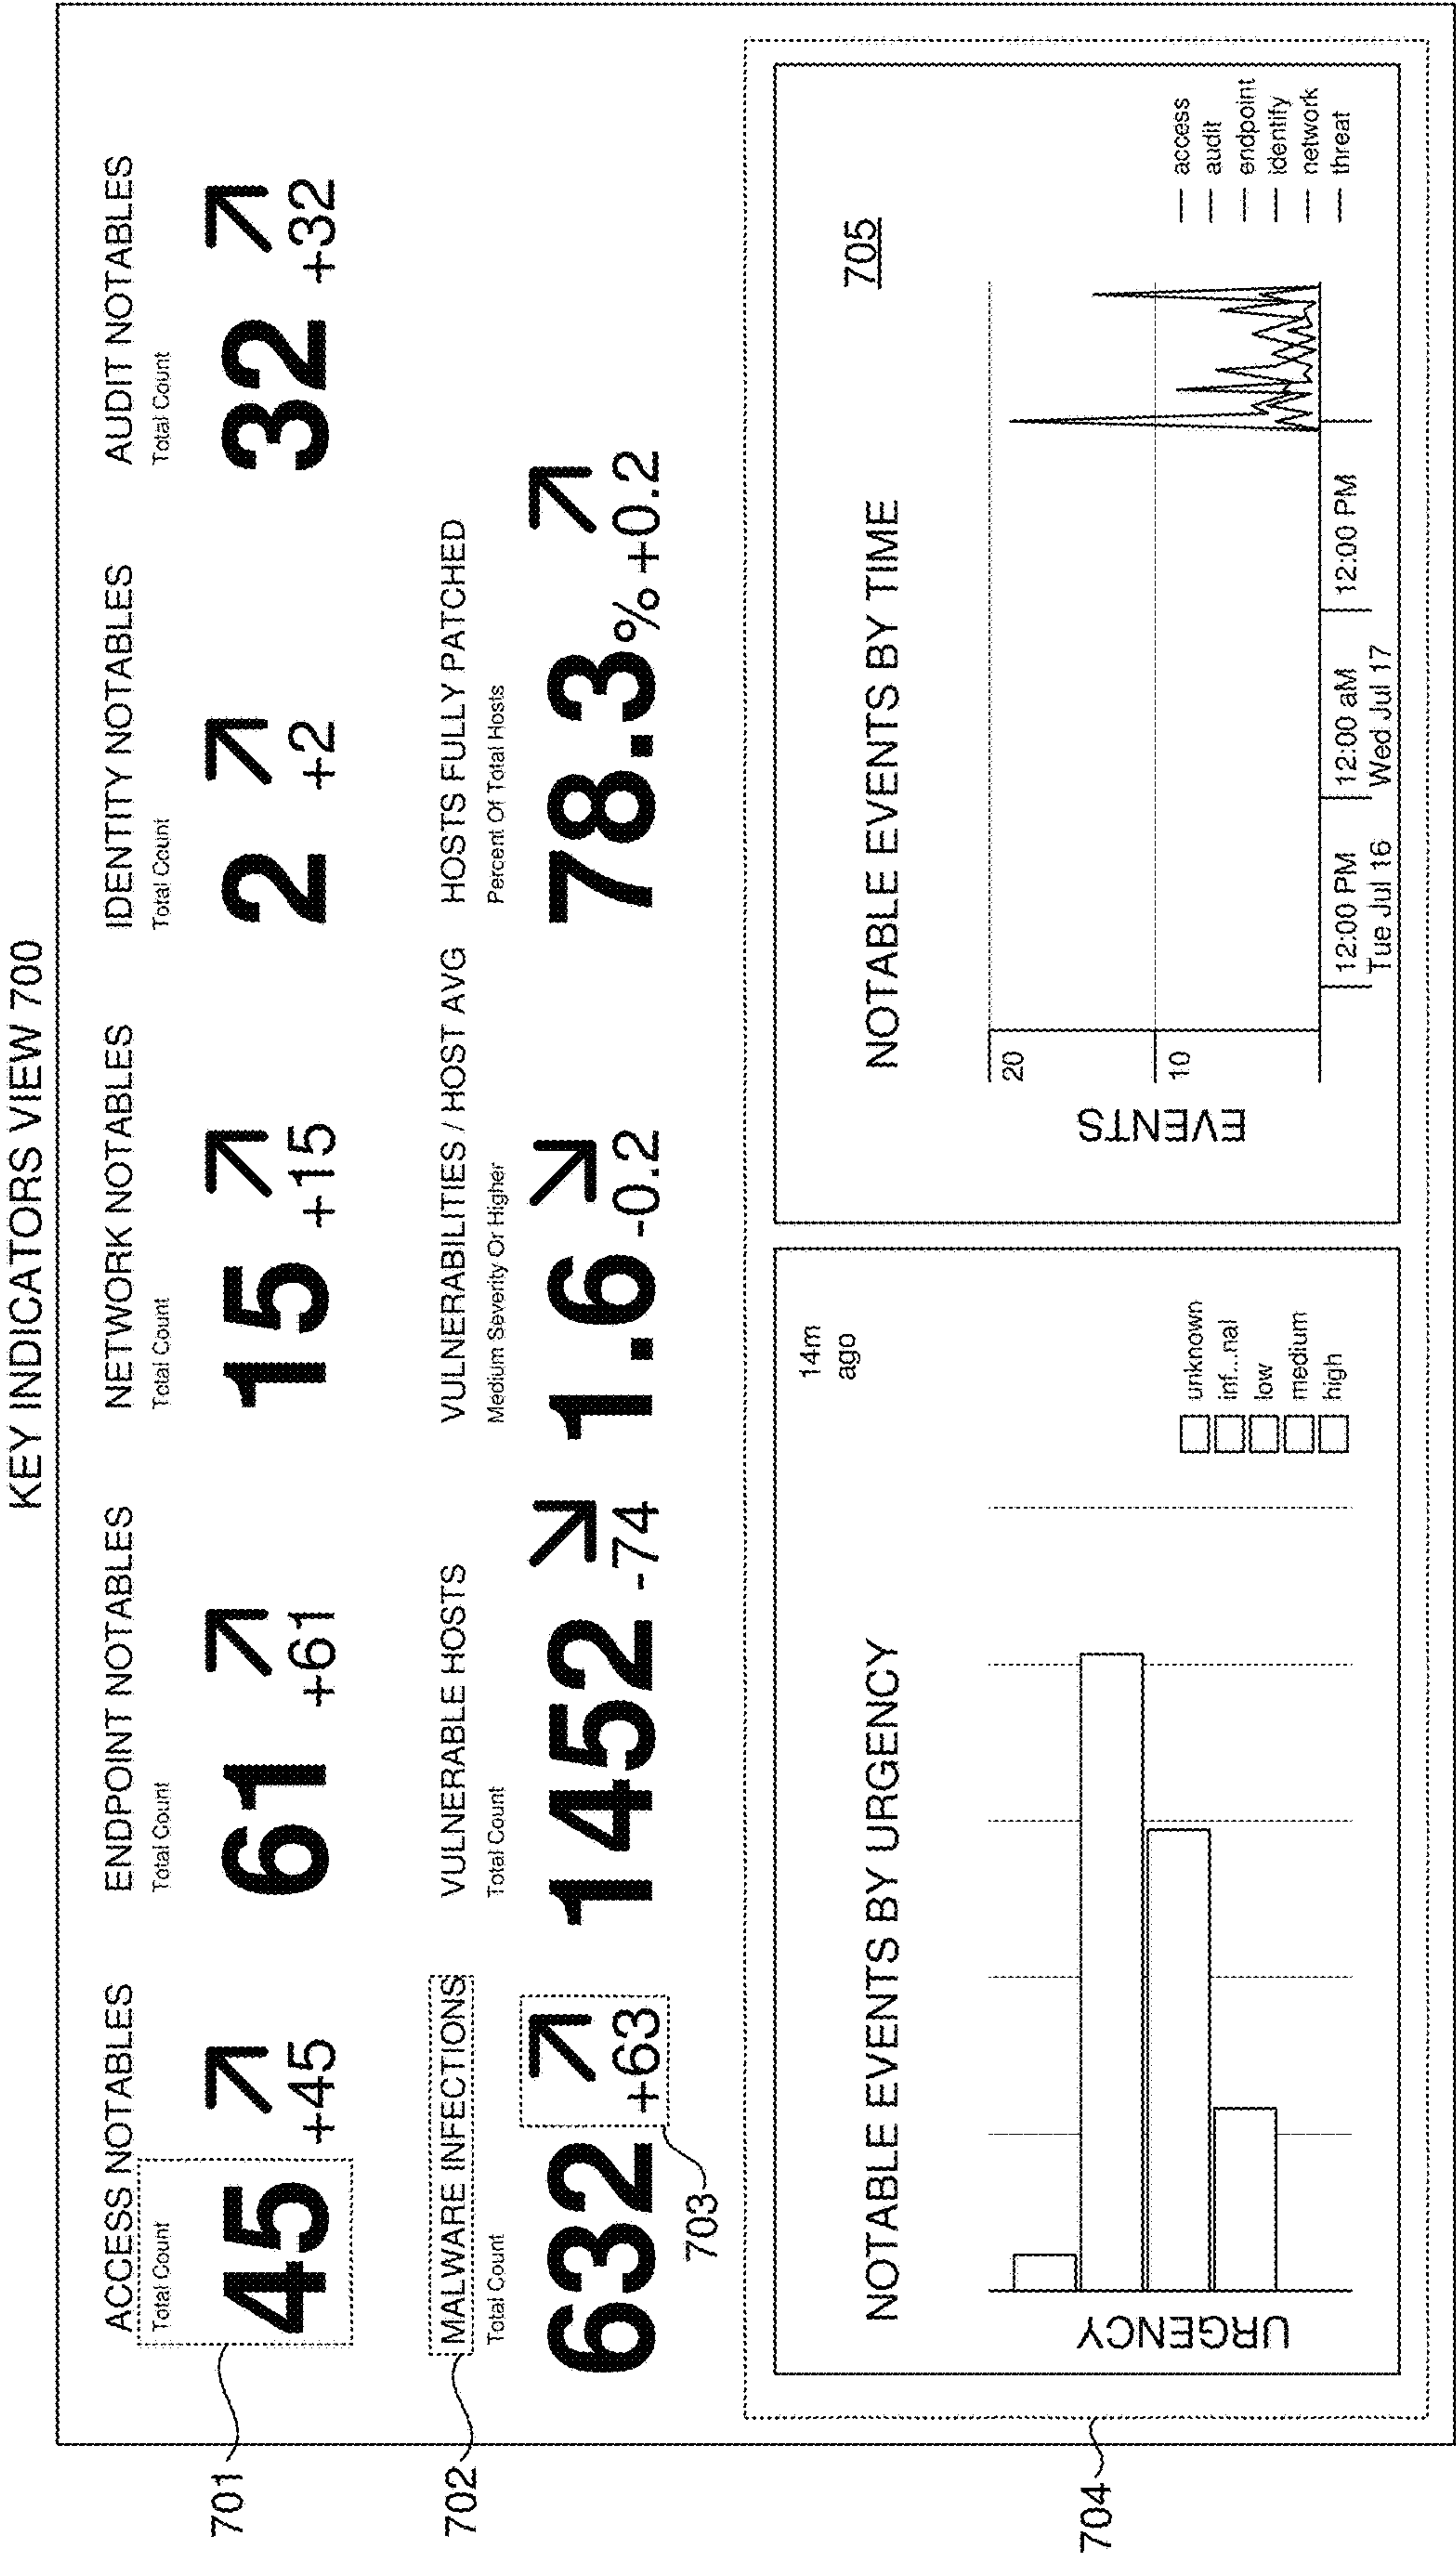 KEY INDICATORS VIEW 700
ACCESS NOTABLES
Total Count
45
+45
ENDPOINT NOTABLES
Total Count
61
+61
NETWORK NOTABLES
Total Count
15
+15
IDENTITY NOTABLES
Total Count
2
+2
AUDIT NOTABLES
Total Count
32
+32
701
MALWARE INFECTIONS
Total Count
632
+63
VULNERABLE HOSTS
Total Count
1452
-74
VULNERABILITIES / HOST AVG
Medium Severity Or Higher
1.6
-0.2
HOSTS FULLY PATCHED
Percent Of Total Hosts
78.3%
+0.2
702
703
704
NOTABLE EVENTS BY URGENCY
14m
ago
URGENCY
unknown
inf...nal
low
medium
high
NOTABLE EVENTS BY TIME
705
EVENTS
20
10
12:00 PM
Tue Jul 16
12:00 aM
Wed Jul 17
12:00 PM
access
audit
endpoint
identify
network
threat